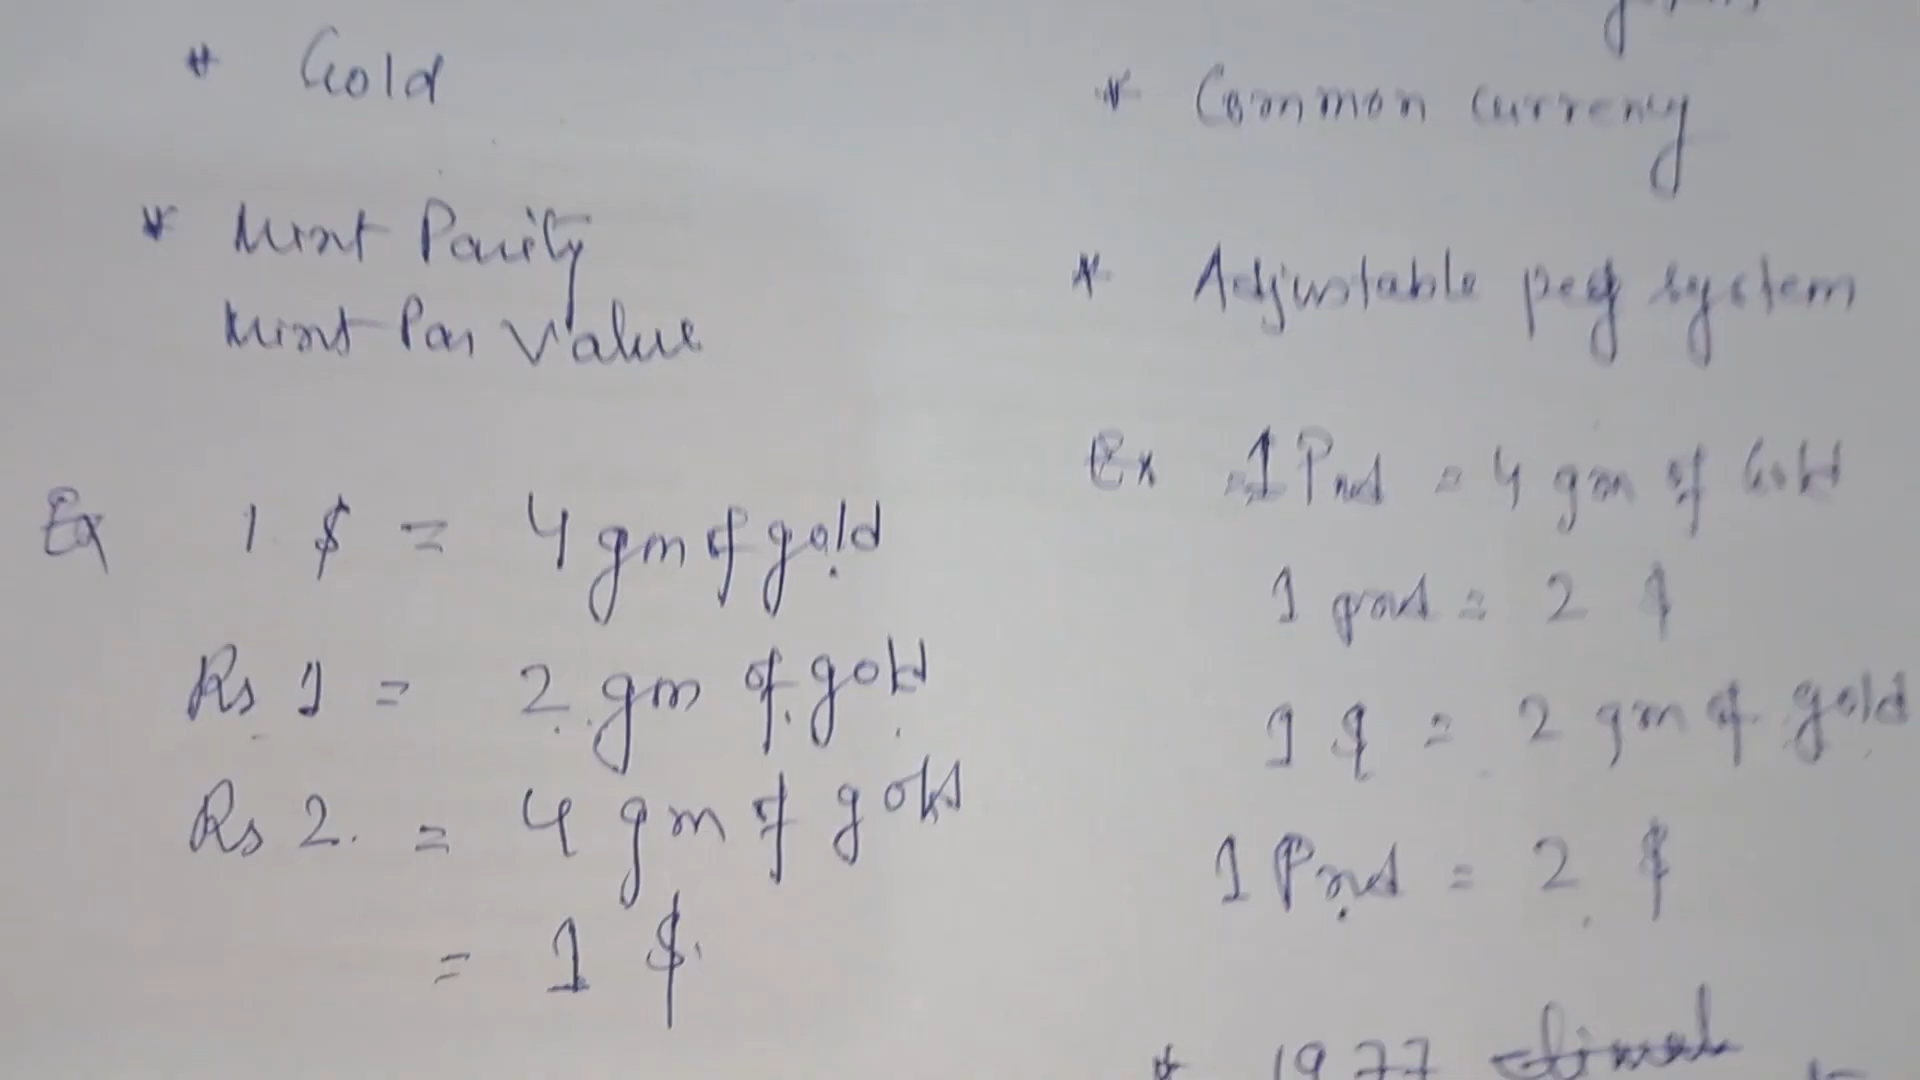 * Gold
* Mint Parity
Mint Par Value
Ex 1 $ = 4 gm of gold
Rs 1 = 2 gm of gold
Rs 2. = 4 gm of gold
= 1 $
* Common currency
* Adjustable peg system
Ex 1 Pnd = 4 gm of Gold
1 pnd = 2 $
1 $ = 2 gm of gold
1 Pnd = 2 $
* 1977